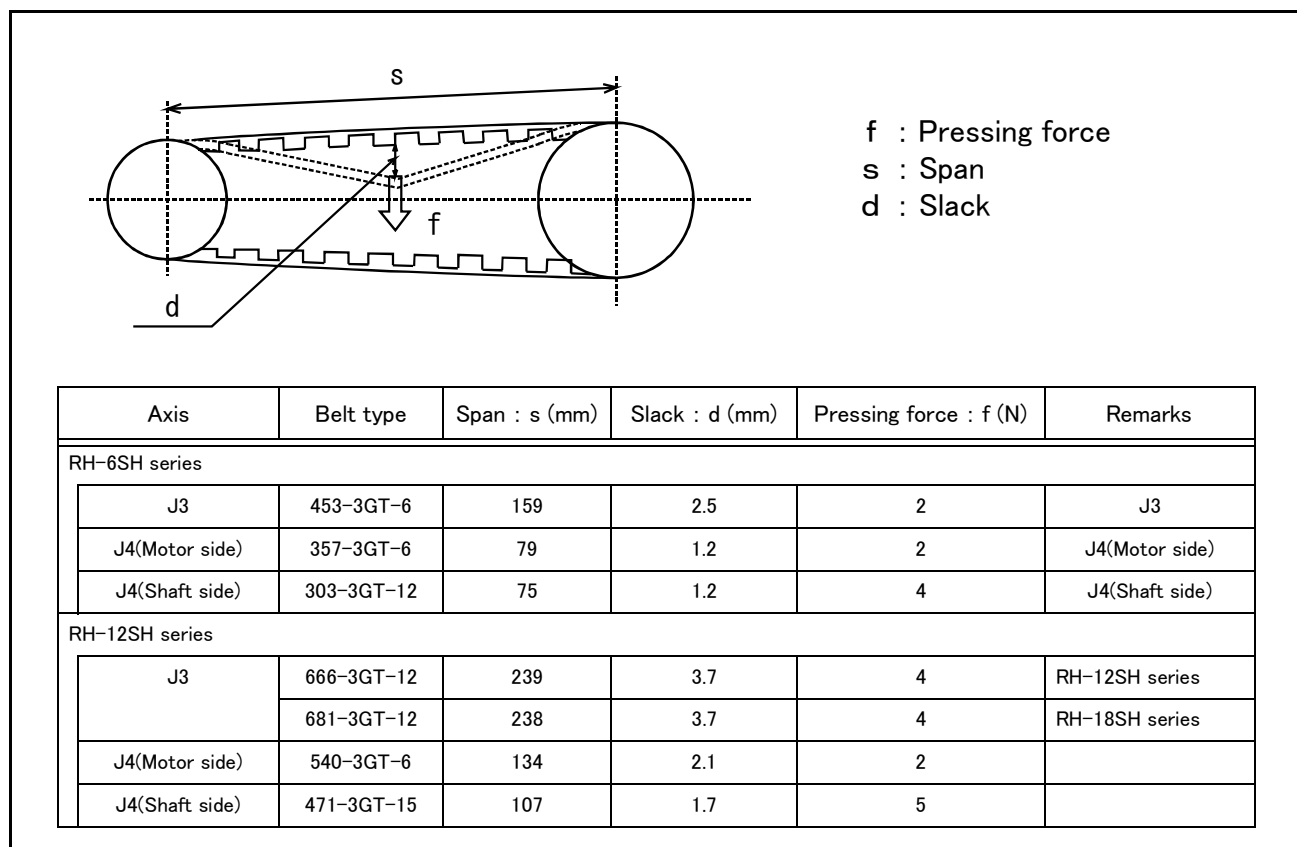 s
f : Pressing force
s : Span
d : Slack
f
d
Axis Belt type Span : s (mm) Slack : d (mm) Pressing force : f (N) Remarks
RH-6SH series
J3 453-3GT-6 159 2.5 2 J3
J4(Motor side) 357-3GT-6 79 1.2 2 J4(Motor side)
J4(Shaft side) 303-3GT-12 75 1.2 4 J4(Shaft side)
RH-12SH series
J3 666-3GT-12 239 3.7 4 RH-12SH series
681-3GT-12 238 3.7 4 RH-18SH series
J4(Motor side) 540-3GT-6 134 2.1 2
J4(Shaft side) 471-3GT-15 107 1.7 5